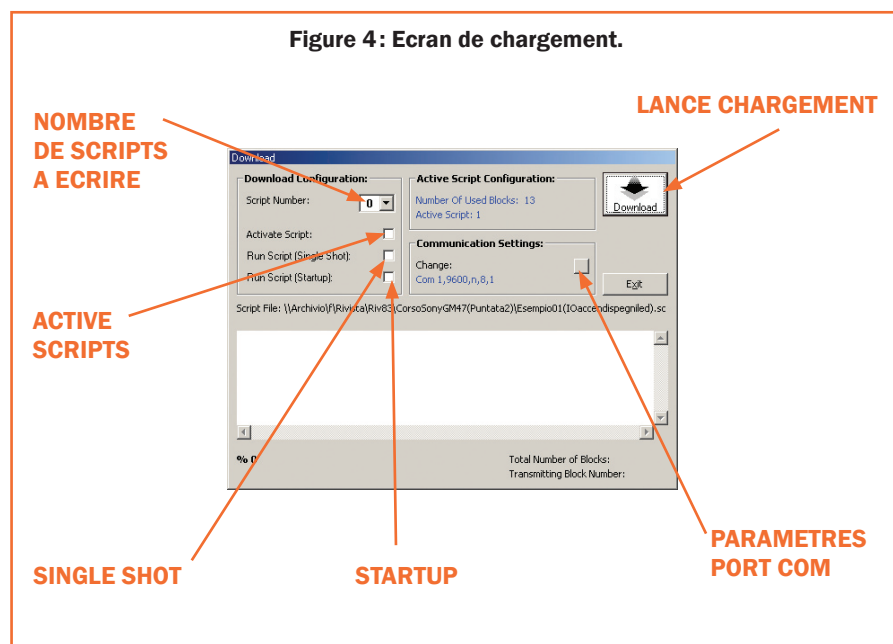 Figure 4: Ecran de chargement.
LANCE CHARGEMENT
NOMBRE
DE SCRIPTS
A ECRIRE
Download
Download Configuration:
Script Number:
0
Activate Script:
Run Script (Single Shot):
Run Script (Startup):
Active Script Configuration:
Number Of Used Blocks: 13
Active Script: 1
Communication Settings:
Change:
Com 1,9600,n,8,1
Download
Exit
Script File: \\Archivio\f\Rivista\Riv83\CorsoSonyGM47(Puntata2)\Esempio01(IOaccendispegniled).sc
ACTIVE
SCRIPTS
% 0
Total Number of Blocks:
Transmitting Block Number:
SINGLE SHOT
STARTUP
PARAMETRES
PORT COM